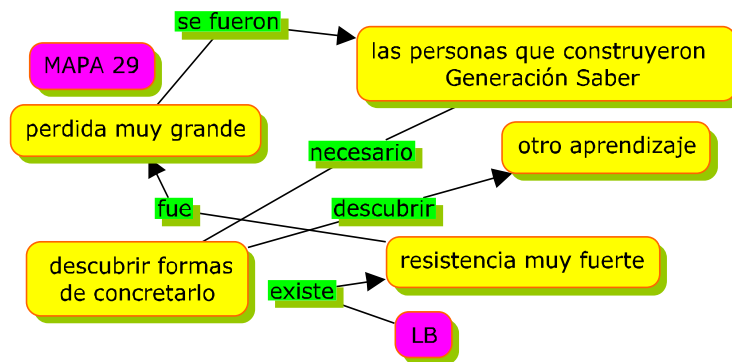 se fueron
las personas que construyeron
Generación Saber
MAPA 29
perdida muy grande
necesario
otro aprendizaje
fue
descubrir
descubrir formas
de concretarlo
resistencia muy fuerte
existe
LB